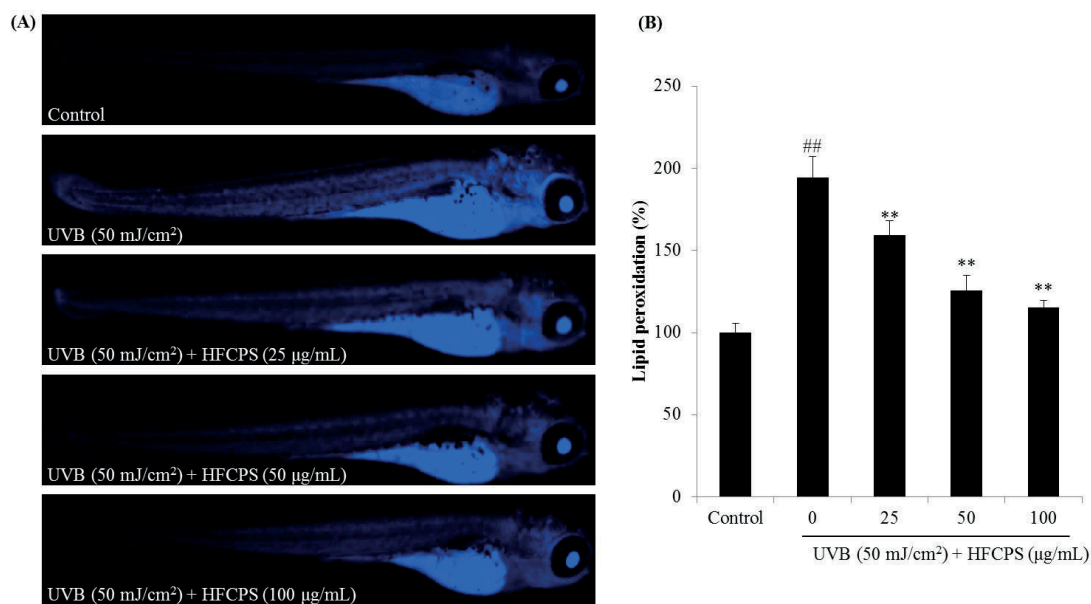 (A)
Control
UVB (50 mJ/cm²)
UVB (50 mJ/cm²) + HFCPS (25 µg/mL)
UVB (50 mJ/cm²) + HFCPS (50 µg/mL)
UVB (50 mJ/cm²) + HFCPS (100 µg/mL)
(B)
Lipid peroxidation (%)
250
200
150
100
50
0
##
**
**
**
Control 0 25 50 100
UVB (50 mJ/cm²) + HFCPS (µg/mL)